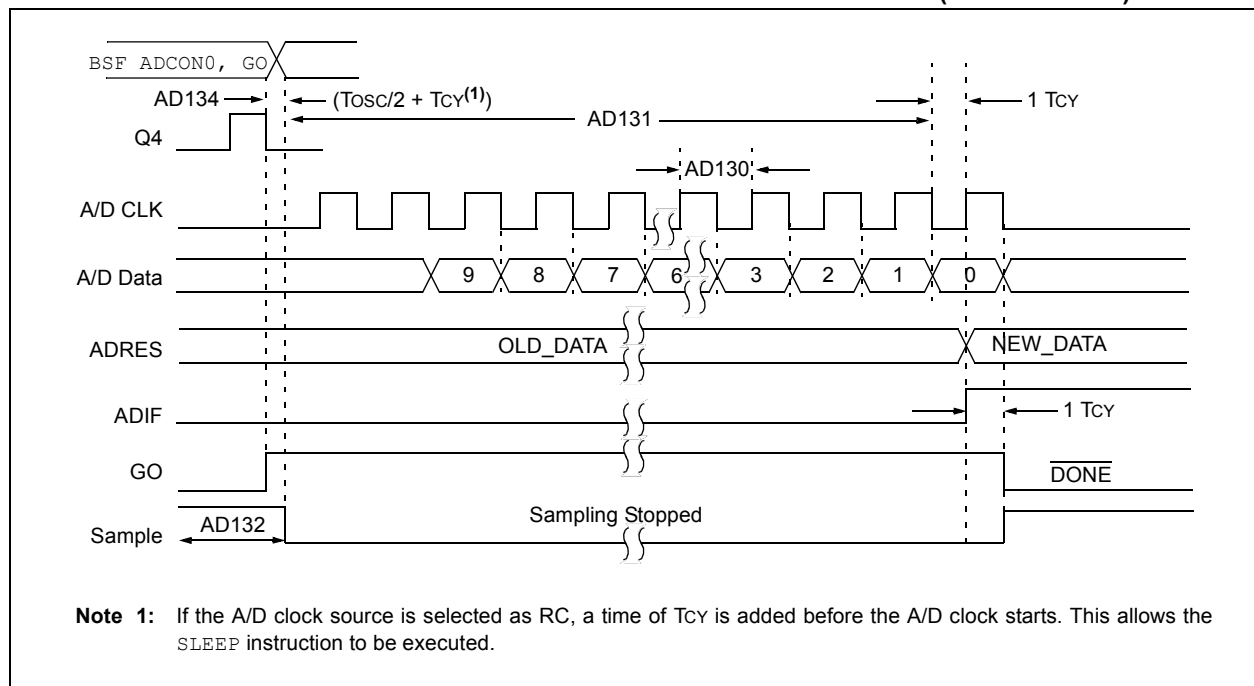 BSF ADCON0, GO
AD134
(TOSC/2 + TCY(1))
1 TCY
AD131
Q4
AD130
A/D CLK
A/D Data
9 8 7 6 3 2 1 0
ADRES
OLD_DATA
NEW_DATA
ADIF
1 TCY
GO
DONE
AD132
Sampling Stopped
Sample
Note 1: If the A/D clock source is selected as RC, a time of TCY is added before the A/D clock starts. This allows the
SLEEP instruction to be executed.